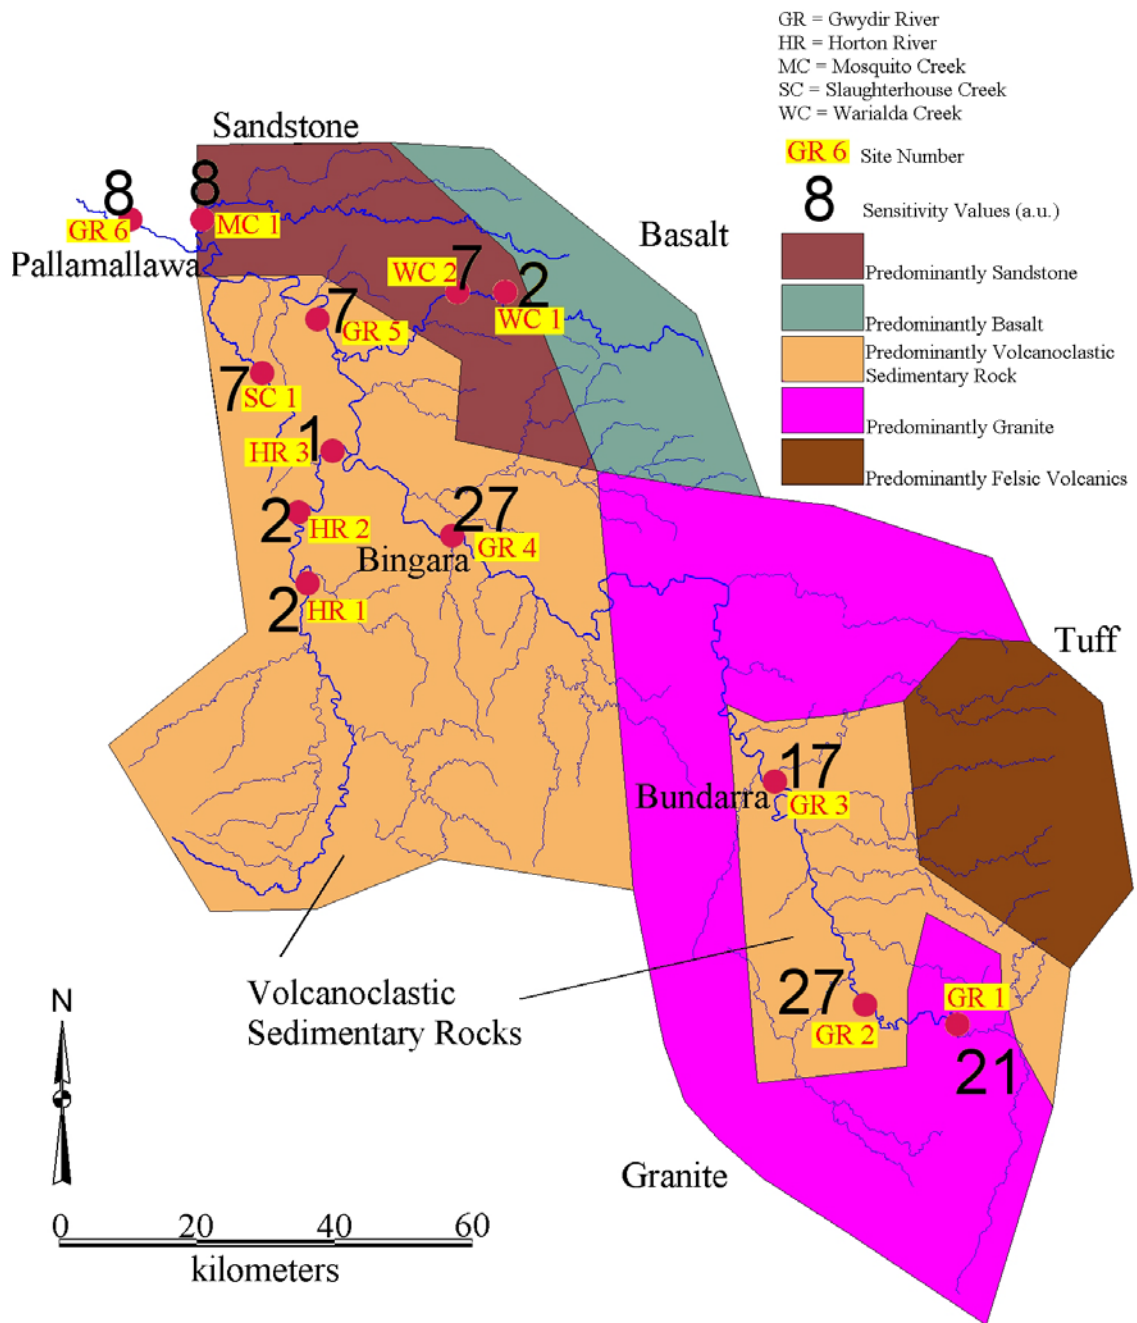 GR = Gwydir River
HR = Horton River
MC = Mosquito Creek
SC = Slaughterhouse Creek
WC = Warialda Creek
GR 6 Site Number
8 Sensitivity Values (a.u.)
Predominantly Sandstone
Predominantly Basalt
Predominantly Volcanoclastic
Sedimentary Rock
Predominantly Granite
Predominantly Felsic Volcanics
Sandstone
8
8
GR 6
MC 1
Pallamallawa
Basalt
WC 2
7
2
WC 1
7
GR 5
7
SC 1
1
HR 3
27
GR 4
2
HR 2
Bingara
2
HR 1
Tuff
17
Bundarra
GR 3
Volcanoclastic
Sedimentary Rocks
27
GR 2
GR 1
21
N
Granite
0 20 40 60
kilometers